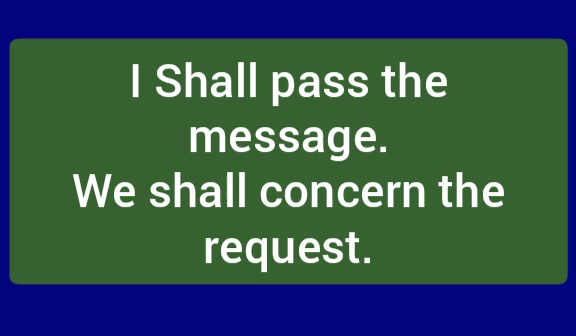 I Shall pass the
message.
We shall concern the
request.